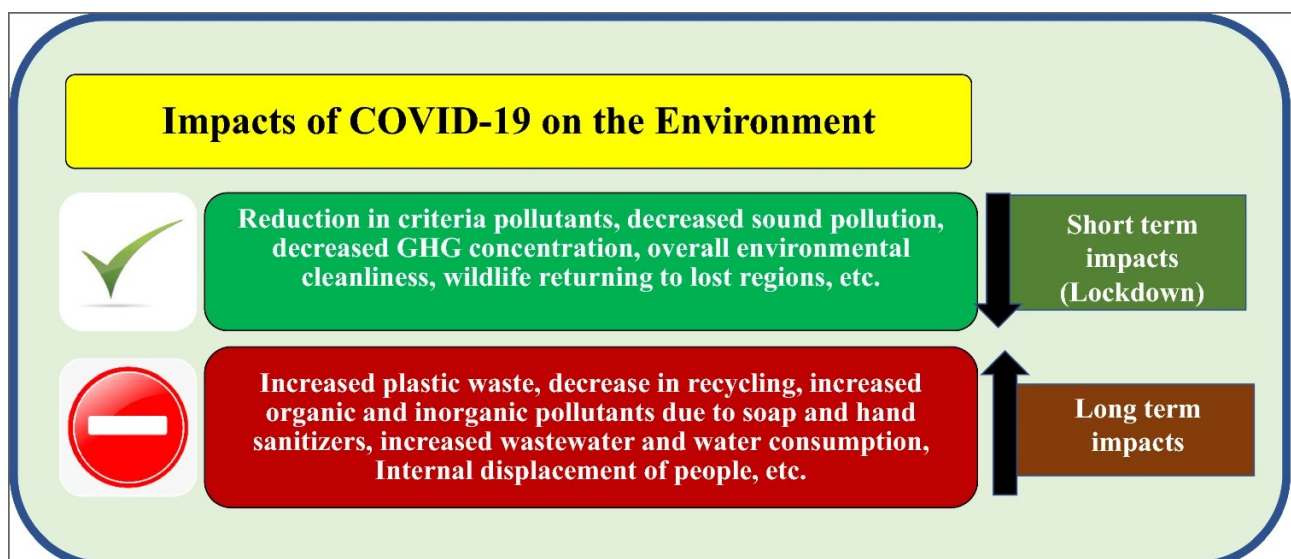 Impacts of COVID-19 on the Environment
Reduction in criteria pollutants, decreased sound pollution,
decreased GHG concentration, overall environmental
cleanliness, wildlife returning to lost regions, etc.
Short term
impacts
(Lockdown)
Increased plastic waste, decrease in recycling, increased
organic and inorganic pollutants due to soap and hand
sanitizers, increased wastewater and water consumption,
Internal displacement of people, etc.
Long term
impacts